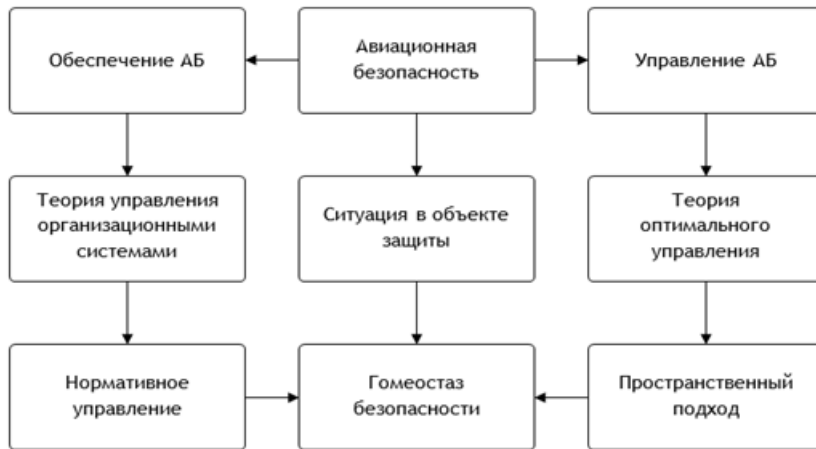 Обеспечение АБ
Авиационная
безопасность
Управление АБ
Теория управления
организационными
системами
Ситуация в объекте
защиты
Теория
оптимального
управления
Нормативное
управление
Гомеостаз
безопасности
Пространственный
подход